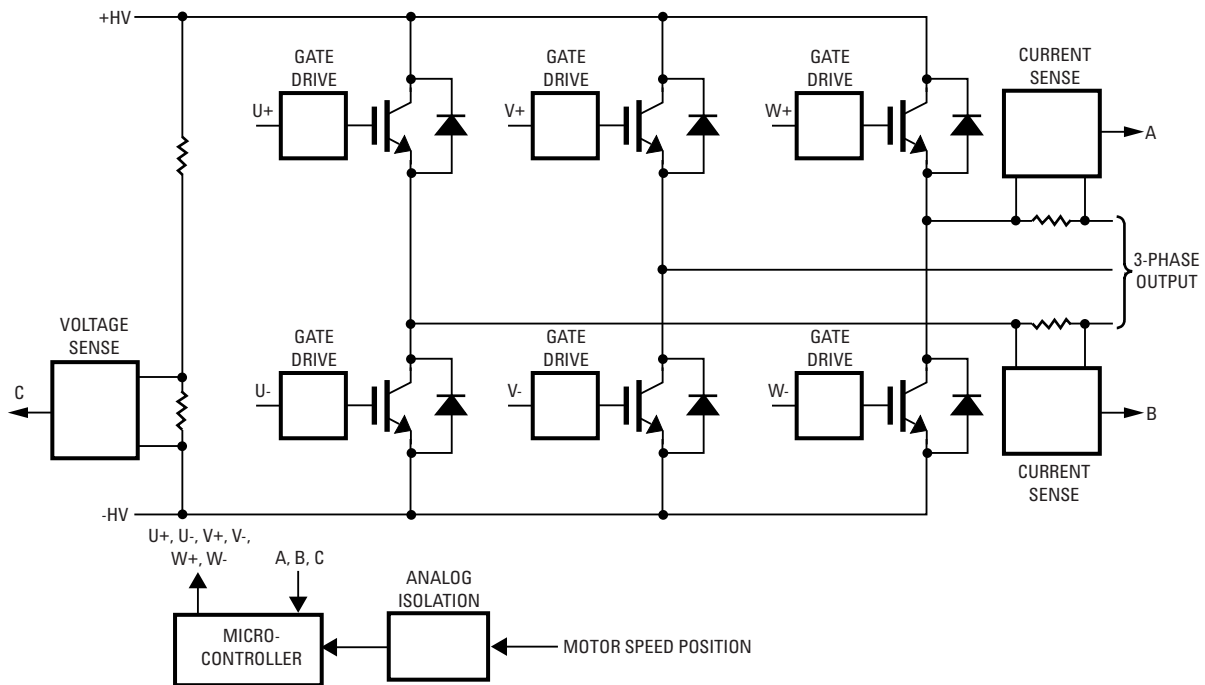 +HV
GATE
DRIVE
U+
GATE
DRIVE
V+
GATE
DRIVE
W+
CURRENT
SENSE
A
3-PHASE
OUTPUT
VOLTAGE
SENSE
C
GATE
DRIVE
U-
GATE
DRIVE
V-
GATE
DRIVE
W-
B
CURRENT
SENSE
-HV
U+, U-, V+, V-,
W+, W-
A, B, C
ANALOG
ISOLATION
MICRO-
CONTROLLER
MOTOR SPEED POSITION